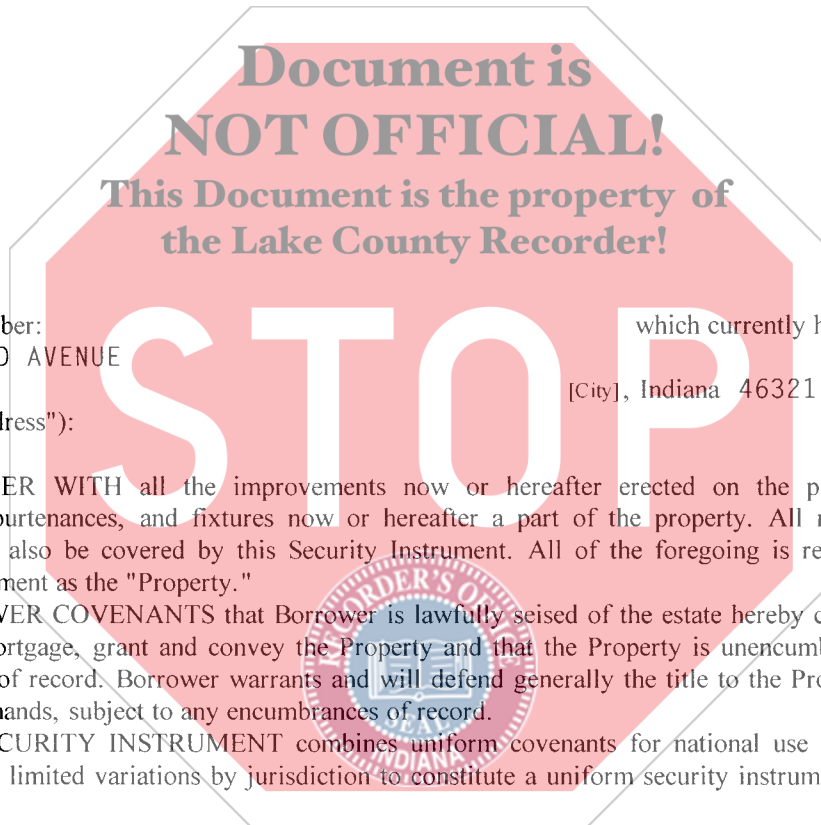 Document is
NOT OFFICIAL!
This Document is the property of
the Lake County Recorder!
ber: which currently h
D AVENUE
[City], Indiana 46321
dress"):
STOP
ER WITH all the improvements now or hereafter erected on the p
purtenances, and fixtures now or hereafter a part of the property. All r
also be covered by this Security Instrument. All of the foregoing is re
ment as the "Property."
VER COVENANTS that Borrower is lawfully seised of the estate hereby c
ortgage, grant and convey the Property and that the Property is unencumb
of record. Borrower warrants and will defend generally the title to the Pro
nands, subject to any encumbrances of record.
CURITY INSTRUMENT combines uniform covenants for national use
limited variations by jurisdiction to constitute a uniform security instrum
RECORDER'S OFFICE
SEAL
INDIANA